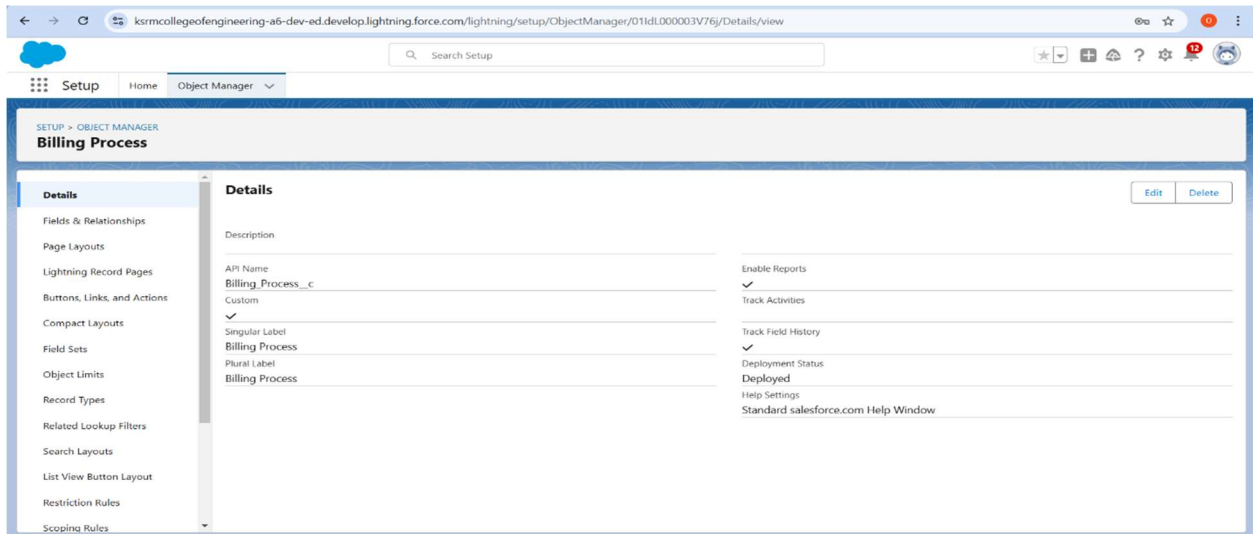 ksrmcollegeofengineering-a6-dev-ed.develop.lightning.force.com/lightning/setup/ObjectManager/01IdL000003V76j/Details/view
O
Search Setup
12
Setup Home Object Manager
SETUP > OBJECT MANAGER
Billing Process
Details
Fields & Relationships
Page Layouts
Lightning Record Pages
Buttons, Links, and Actions
Compact Layouts
Field Sets
Object Limits
Record Types
Related Lookup Filters
Search Layouts
List View Button Layout
Restriction Rules
Scoping Rules
Details
Edit Delete
Description
API Name
Billing_Process__c
Custom
Singular Label
Billing Process
Plural Label
Billing Process
Enable Reports
Track Activities
Track Field History
Deployment Status
Deployed
Help Settings
Standard salesforce.com Help Window